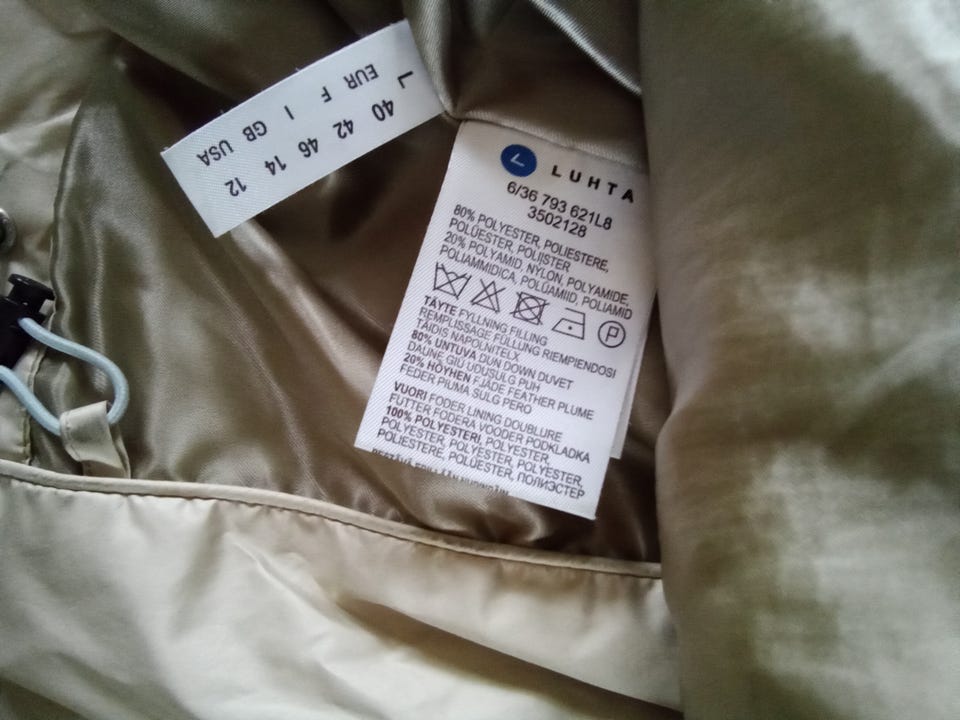 L
40 42 46 14 12
EUR F I GB USA
L LUHTA
6/36 793 621L8
3502128
80% POLYESTER, POLIESTERE,
POLÜESTER, POLIJSTER
20% POLYAMID, NYLON, POLYAMIDE,
POLIAMMIDICA, POLÜAMIID, POLIAMID
P
TÄYTE FYLLNING FILLING
REMPLISSAGE FÜLLUNG RIEMPIENDOSI
TÄIDIS NAPOLNITELX
80% UNTUVA DUN DOWN DUVET
DAUNE GIÙ UDUSULG PUH
20% HÖYHEN FJÄDE FEATHER PLUME
FEDER PIUMA SULG PERO
VUORI FODER LINING DOUBLURE
FUTTER FODERA VOODER PODKLADKA
100% POLYESTERI, POLYESTER,
POLYESTER, POLYESTER, POLYESTER,
POLIESTERE, POLÜESTER, ПОЛИЭСТЕР